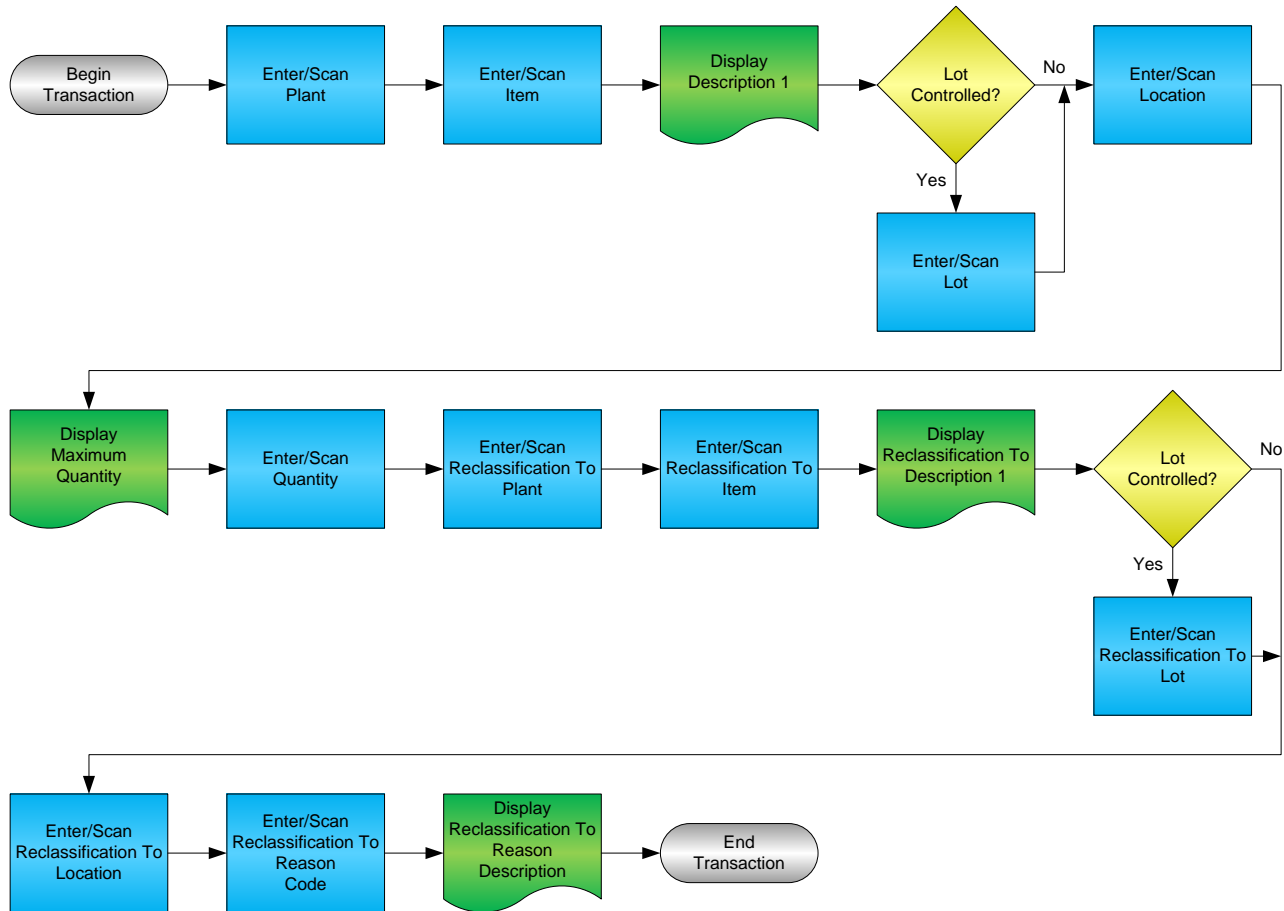 Begin
Transaction
Enter/Scan
Plant
Enter/Scan
Item
Display
Description 1
Lot
Controlled?
No
Yes
Enter/Scan
Location
Enter/Scan
Lot
Display
Maximum
Quantity
Enter/Scan
Quantity
Enter/Scan
Reclassification To
Plant
Enter/Scan
Reclassification To
Item
Display
Reclassification To
Description 1
Lot
Controlled?
No
Yes
Enter/Scan
Reclassification To
Lot
Enter/Scan
Reclassification To
Location
Enter/Scan
Reclassification To
Reason
Code
Display
Reclassification To
Reason
Description
End
Transaction